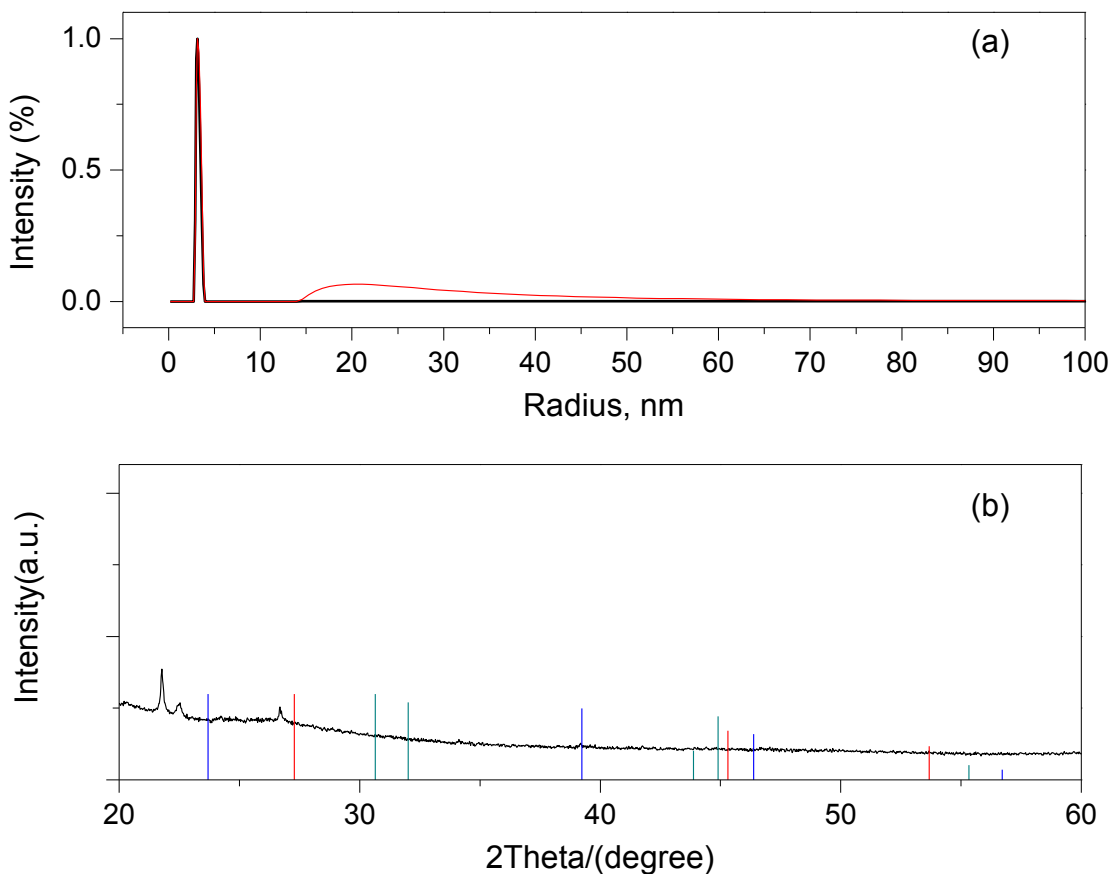 (a)
1.0
0.5
0.0
Intensity (%)
0 10 20 30 40 50 60 70 80 90 100
Radius, nm
(b)
Intensity(a.u.)
20 30 40 50 60
2Theta/(degree)